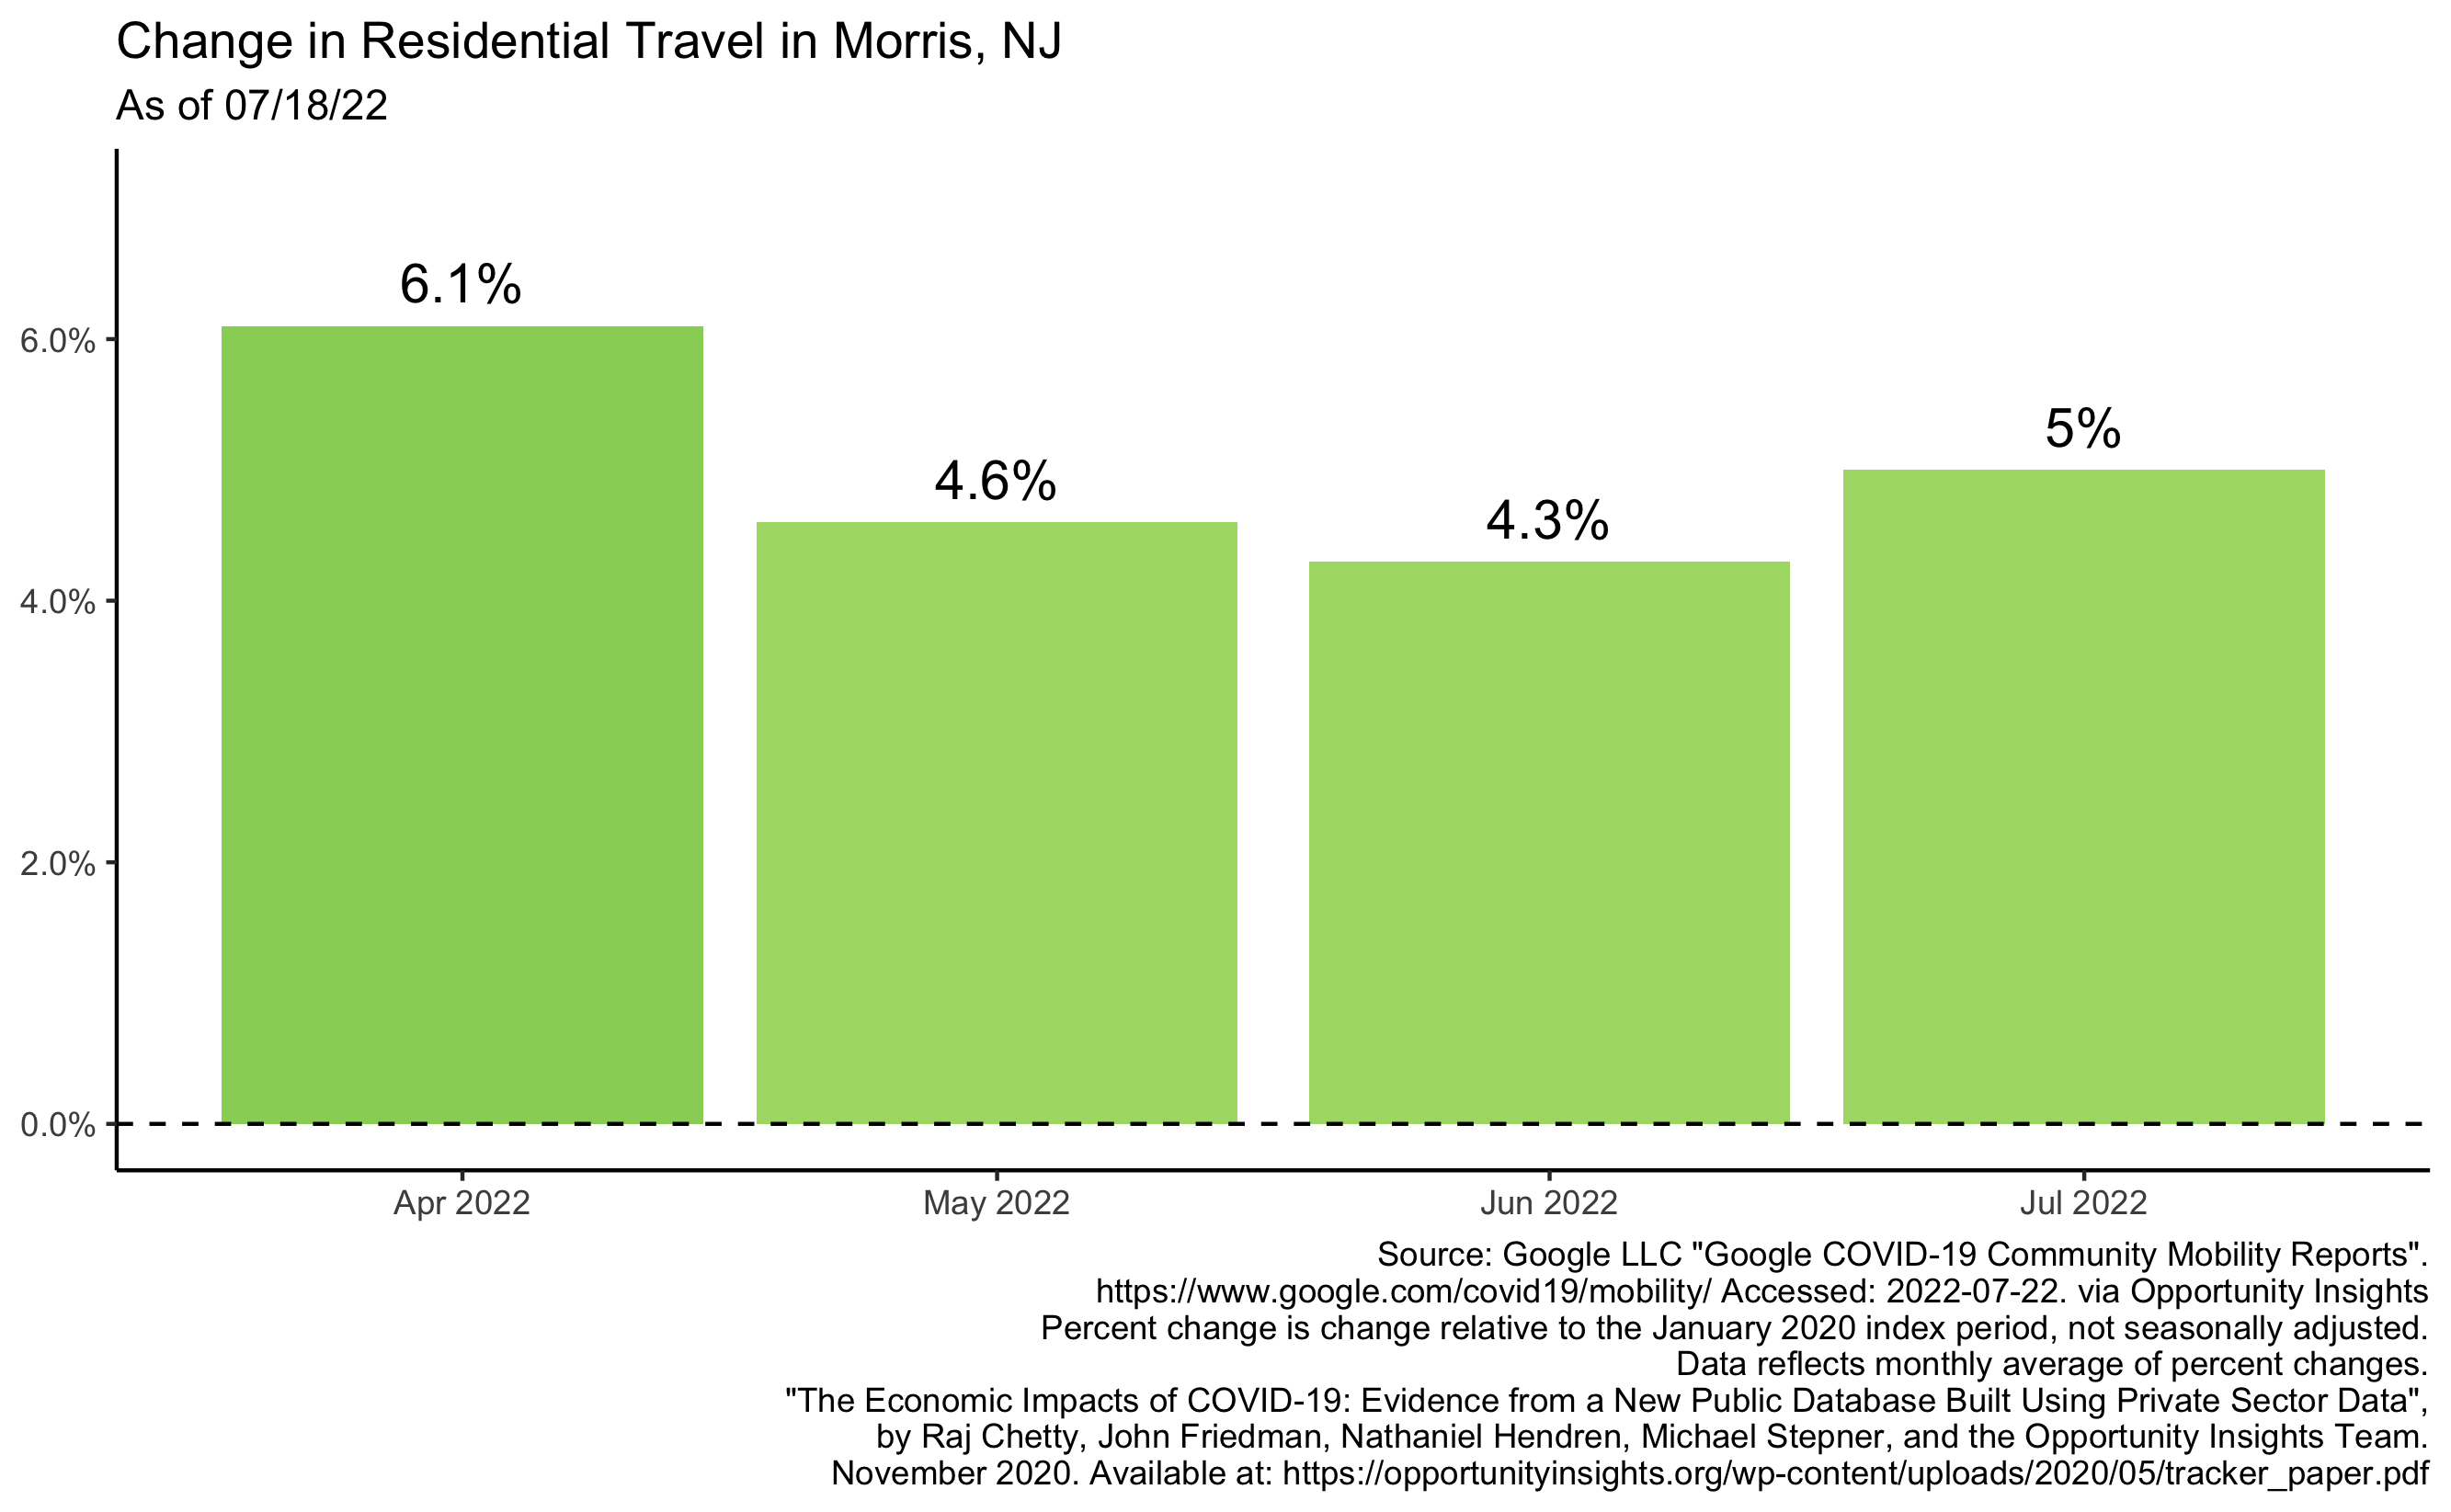 Change in Residential Travel in Morris, NJ
As of 07/18/22
6.1%
4.6%
4.3%
5%
6.0%
4.0%
2.0%
0.0%
Apr 2022
May 2022
Jun 2022
Jul 2022
Source: Google LLC "Google COVID-19 Community Mobility Reports".
https://www.google.com/covid19/mobility/ Accessed: 2022-07-22. via Opportunity Insights
Percent change is change relative to the January 2020 index period, not seasonally adjusted.
Data reflects monthly average of percent changes.
"The Economic Impacts of COVID-19: Evidence from a New Public Database Built Using Private Sector Data",
by Raj Chetty, John Friedman, Nathaniel Hendren, Michael Stepner, and the Opportunity Insights Team.
November 2020. Available at: https://opportunityinsights.org/wp-content/uploads/2020/05/tracker_paper.pdf